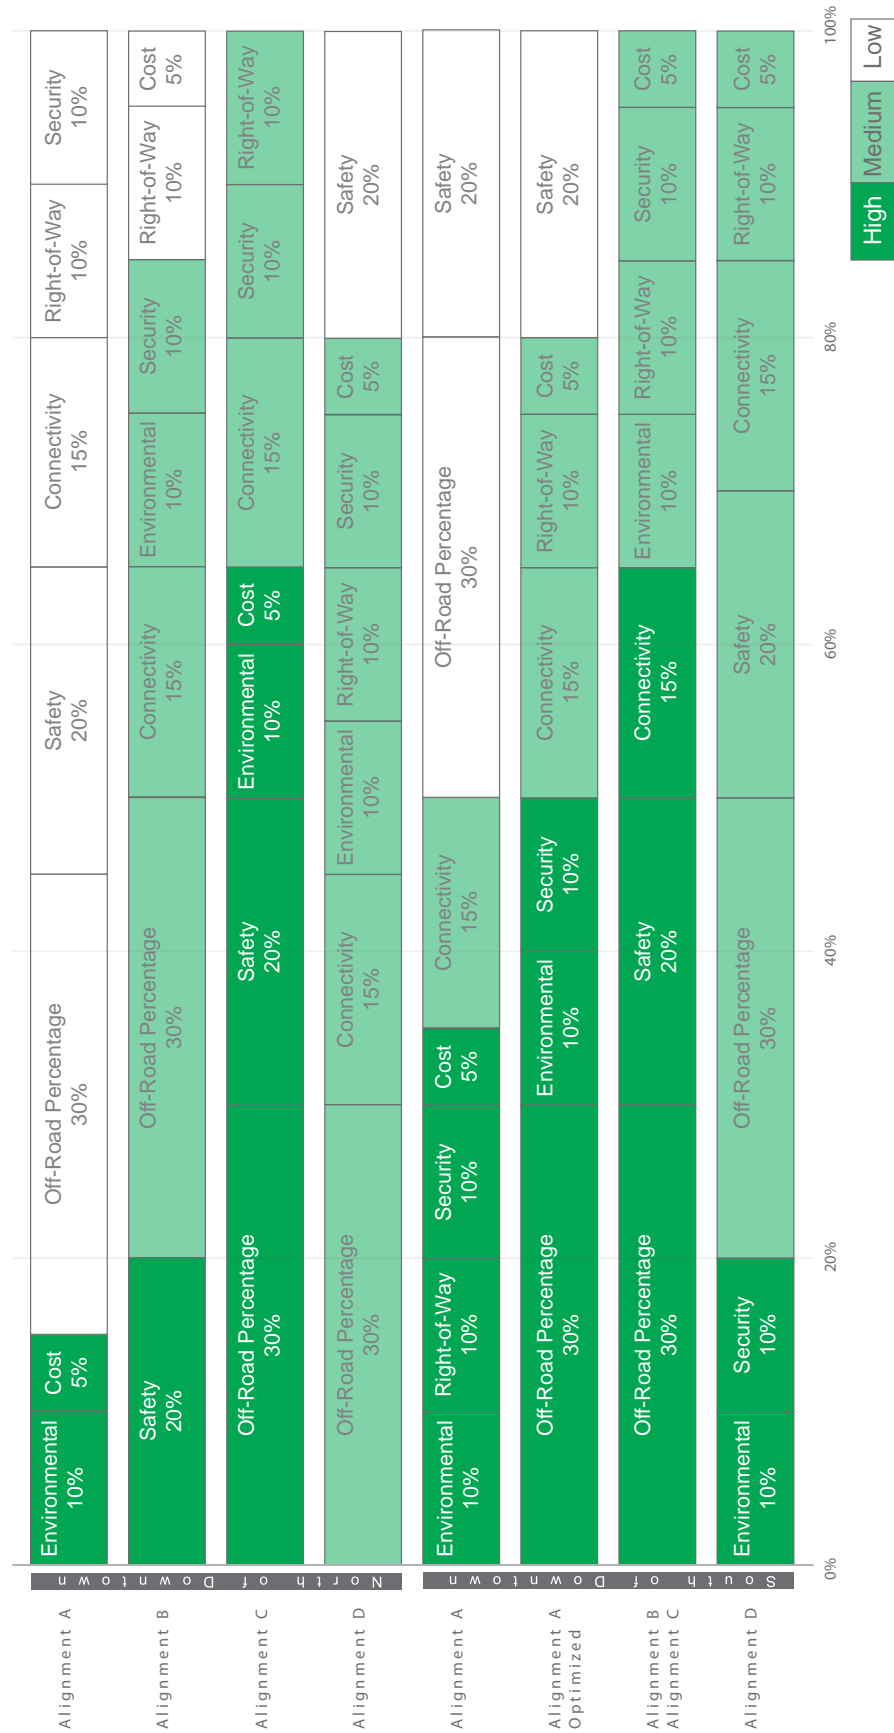 North of Downtown
Alignment A
Environmental
10%
Cost
5%
Off-Road Percentage
30%
Safety
20%
Connectivity
15%
Right-of-Way
10%
Security
10%
Alignment B
Safety
20%
Off-Road Percentage
30%
Connectivity
15%
Environmental
10%
Security
10%
Right-of-Way
10%
Cost
5%
Alignment C
Off-Road Percentage
30%
Safety
20%
Environmental
10%
Cost
5%
Connectivity
15%
Security
10%
Right-of-Way
10%
Alignment D
Off-Road Percentage
30%
Connectivity
15%
Environmental
10%
Right-of-Way
10%
Security
10%
Cost
5%
Safety
20%
South of Downtown
Alignment A
Environmental
10%
Right-of-Way
10%
Security
10%
Cost
5%
Connectivity
15%
Off-Road Percentage
30%
Safety
20%
Alignment A
Optimized
Off-Road Percentage
30%
Environmental
10%
Security
10%
Connectivity
15%
Right-of-Way
10%
Cost
5%
Safety
20%
Alignment B
Alignment C
Off-Road Percentage
30%
Safety
20%
Connectivity
15%
Environmental
10%
Right-of-Way
10%
Security
10%
Cost
5%
Alignment D
Environmental
10%
Security
10%
Off-Road Percentage
30%
Safety
20%
Connectivity
15%
Right-of-Way
10%
Cost
5%
0% 20% 40% 60% 80% 100%
High Medium Low